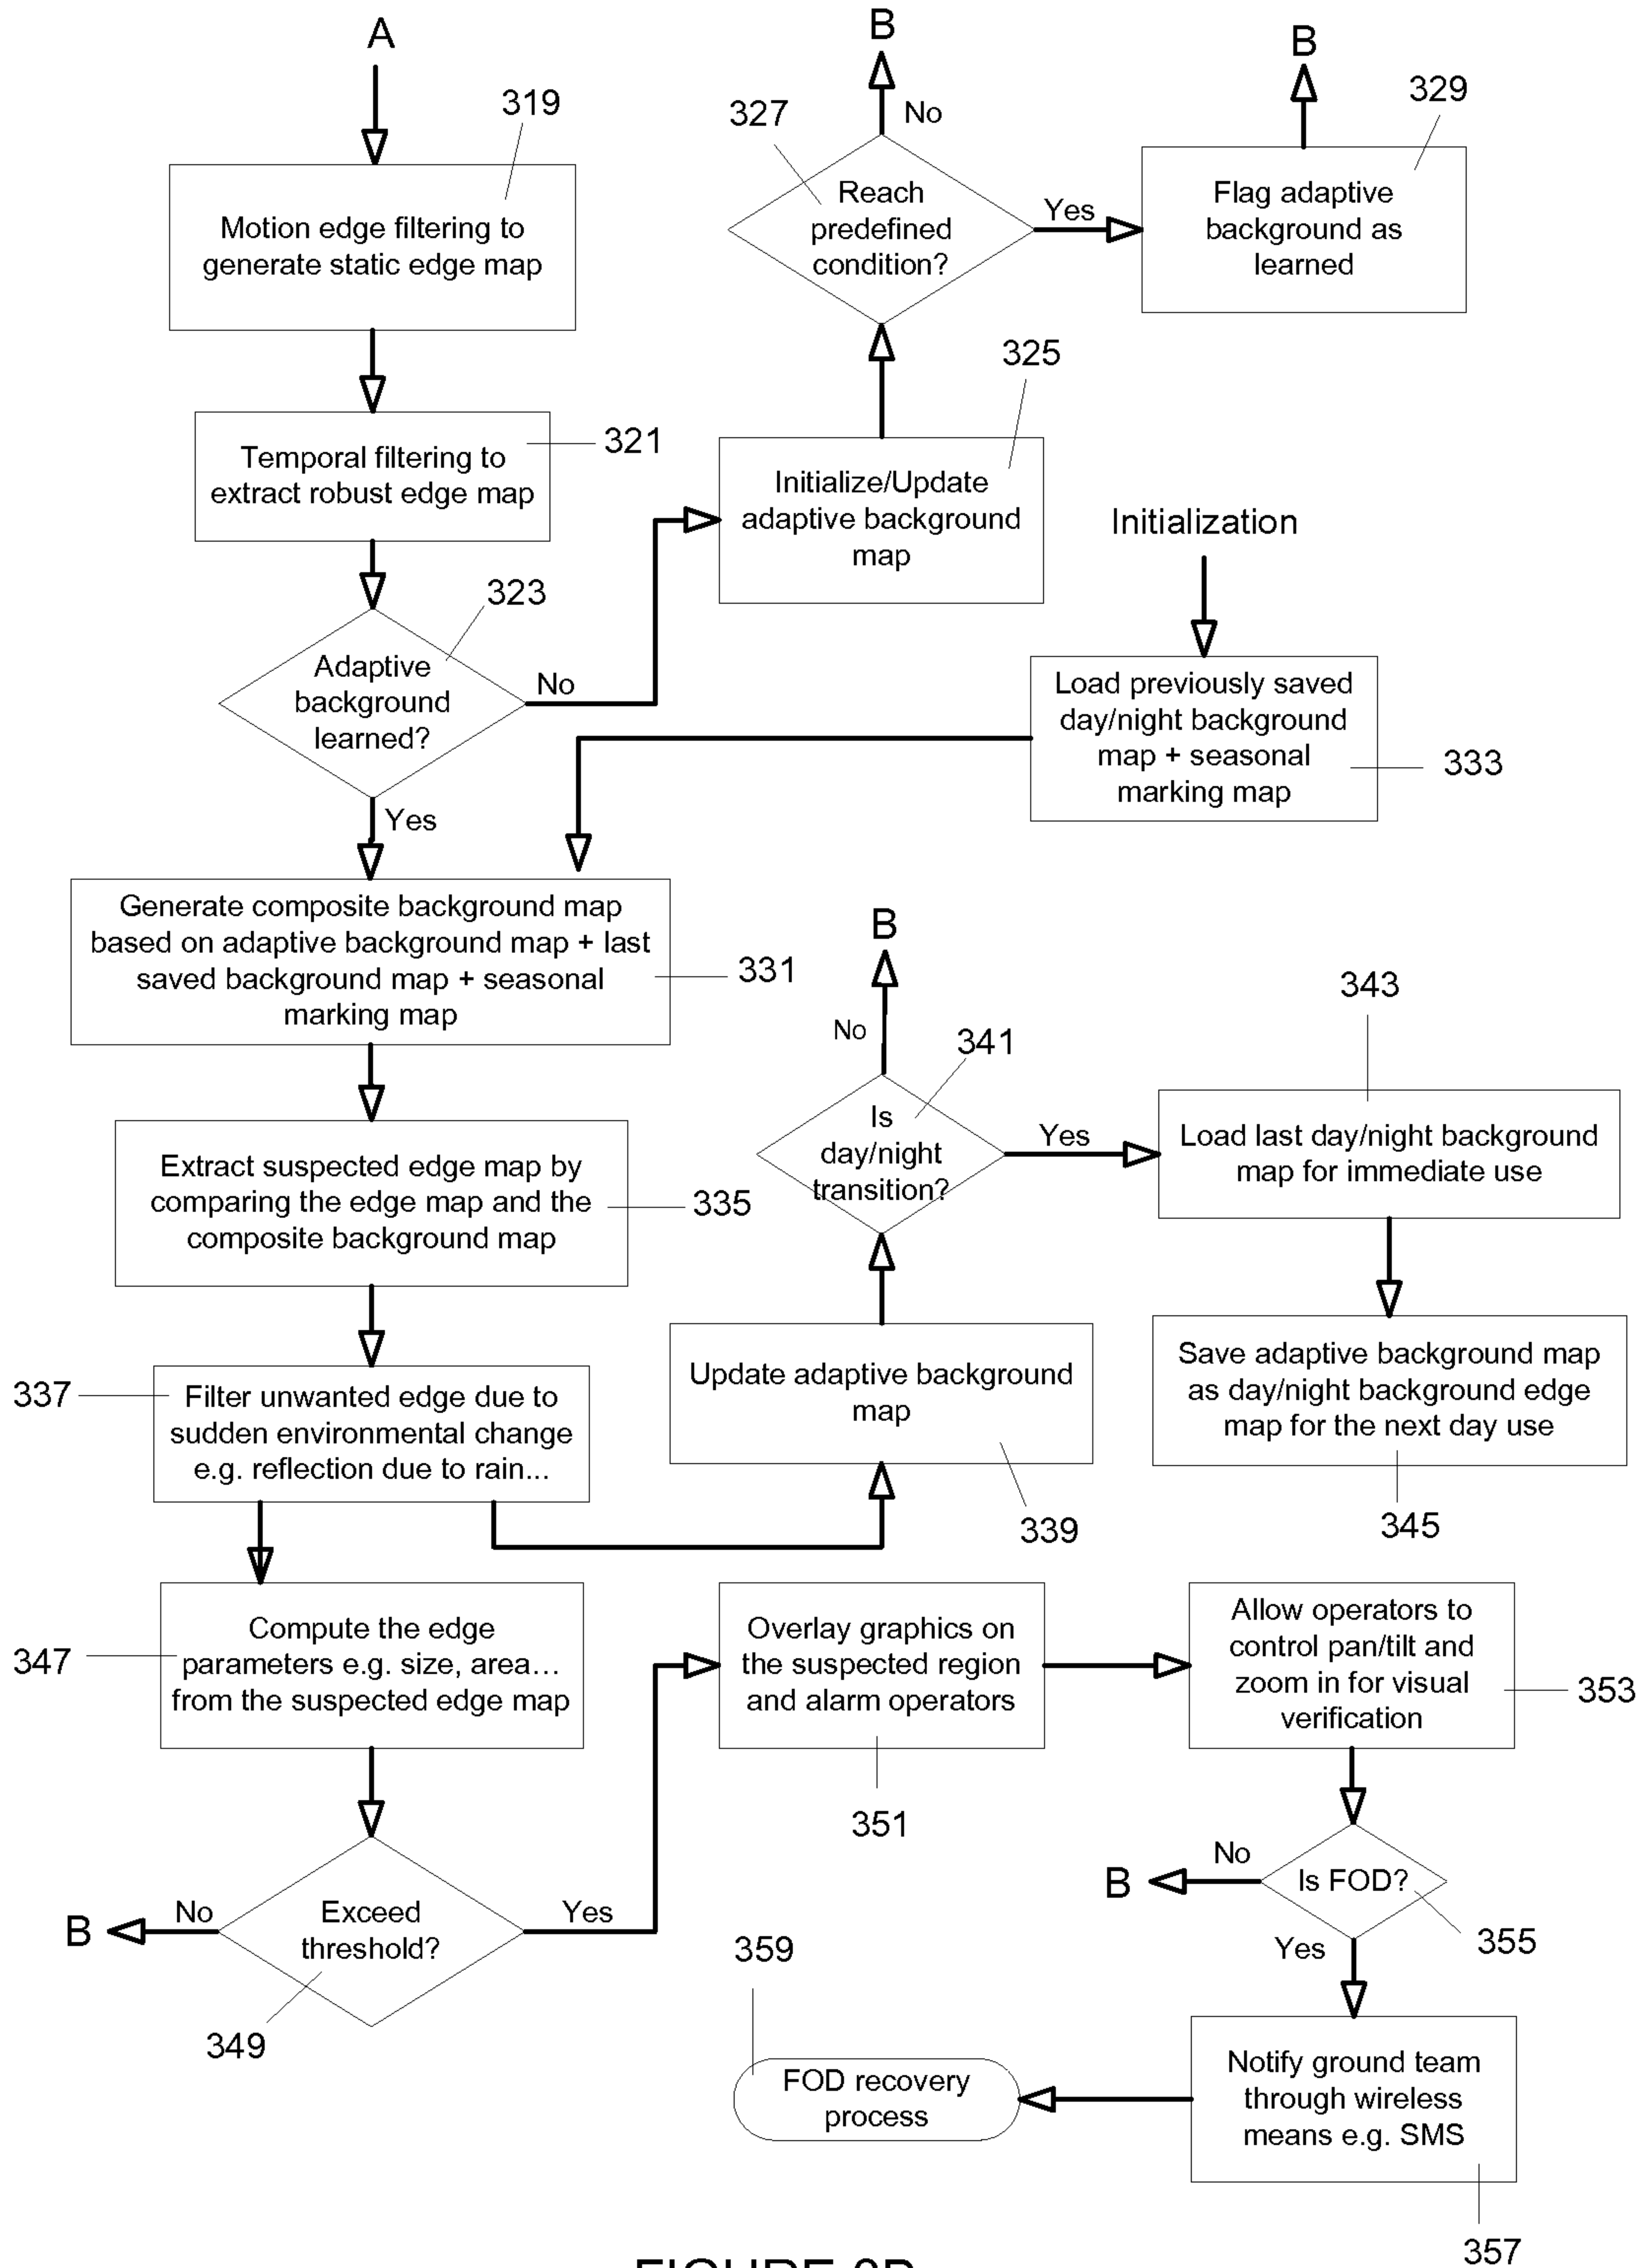 A
319
Motion edge filtering to
generate static edge map
Temporal filtering to
extract robust edge map
321
323
Adaptive
background
learned?
No
Yes
B
No
327
Reach
predefined
condition?
Yes
B
329
Flag adaptive
background as
learned
325
Initialize/Update
adaptive background
map
Initialization
Load previously saved
day/night background
map + seasonal
marking map
333
Generate composite background map
based on adaptive background map + last
saved background map + seasonal
marking map
331
Extract suspected edge map by
comparing the edge map and the
composite background map
335
B
No
341
Is
day/night
transition?
Yes
343
Load last day/night background
map for immediate use
Save adaptive background map
as day/night background edge
map for the next day use
345
Update adaptive background
map
339
337
Filter unwanted edge due to
sudden environmental change
e.g. reflection due to rain...
347
Compute the edge
parameters e.g. size, area...
from the suspected edge map
Exceed
threshold?
B
No
Yes
349
Overlay graphics on
the suspected region
and alarm operators
351
Allow operators to
control pan/tilt and
zoom in for visual
verification
353
B
No
Is FOD?
355
Yes
359
FOD recovery
process
Notify ground team
through wireless
means e.g. SMS
357